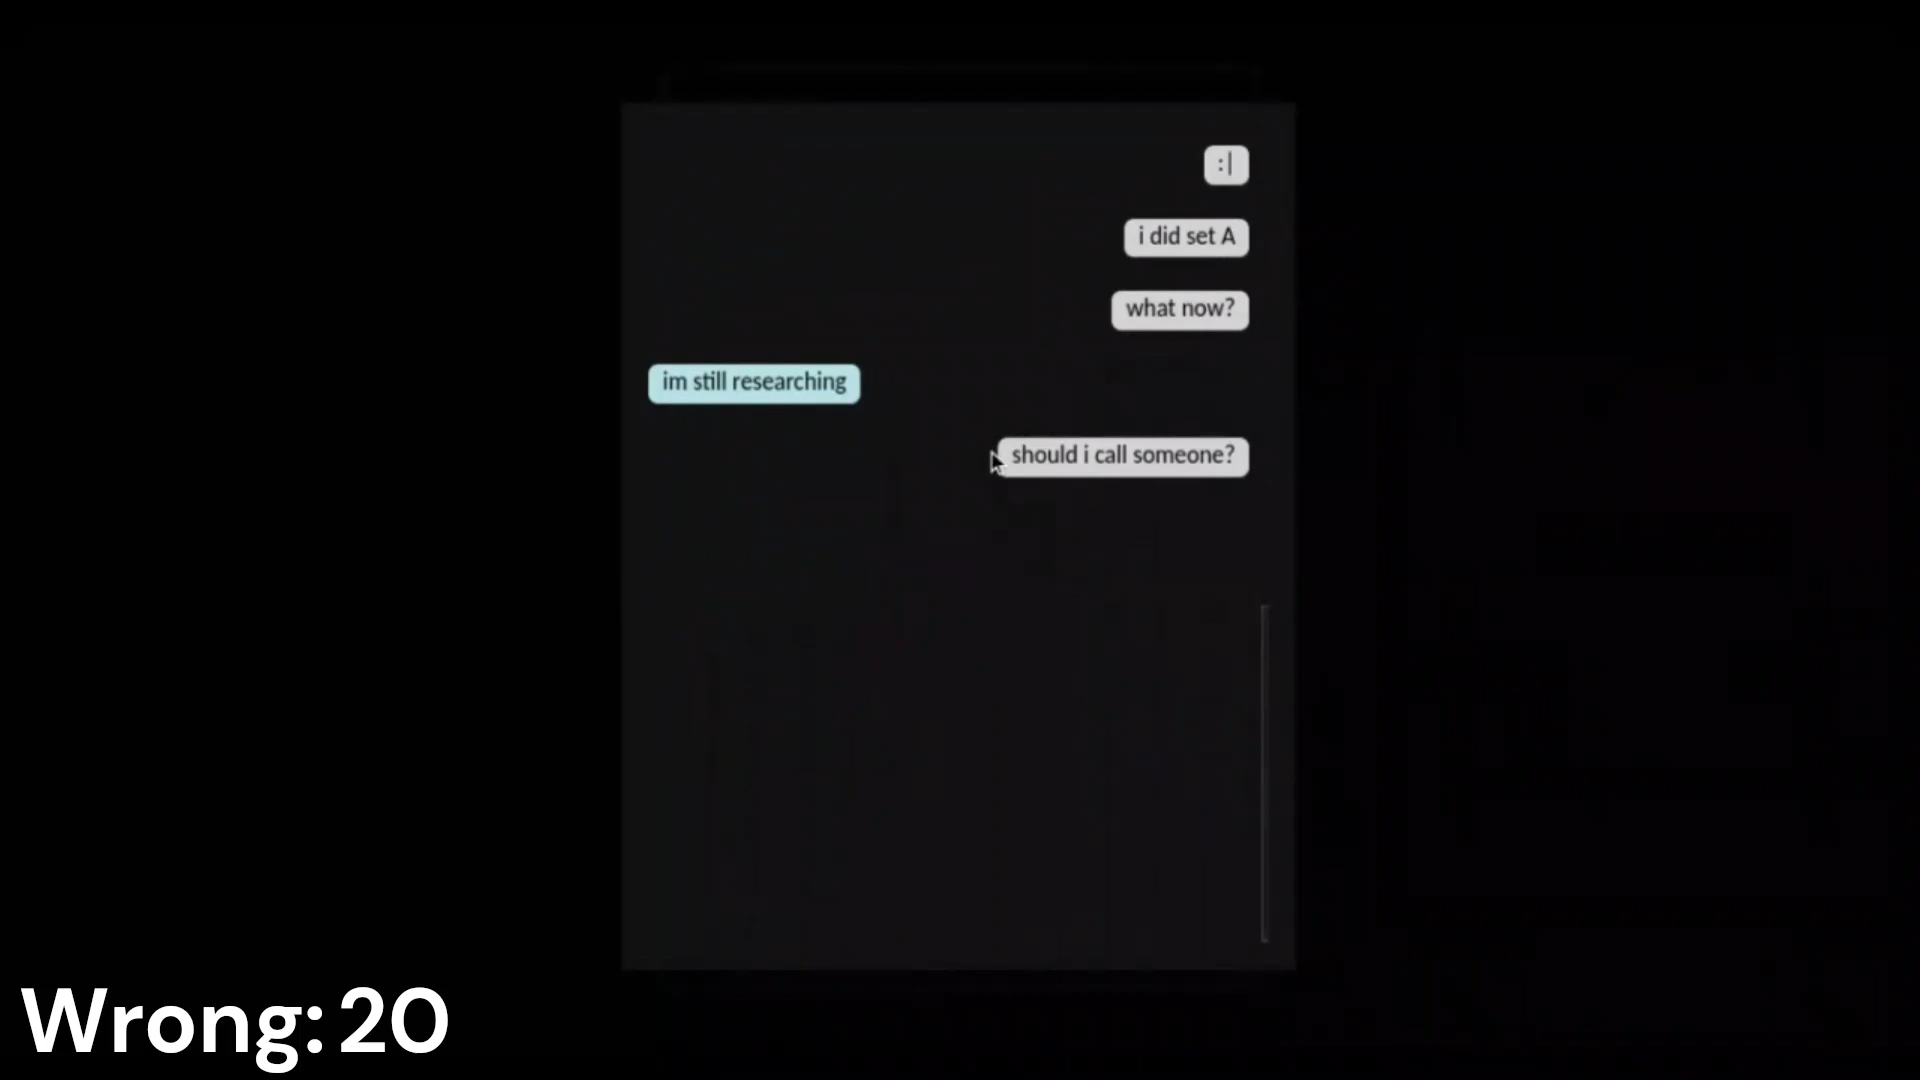 :|
i did set A
what now?
im still researching
should i call someone?
Wrong: 20